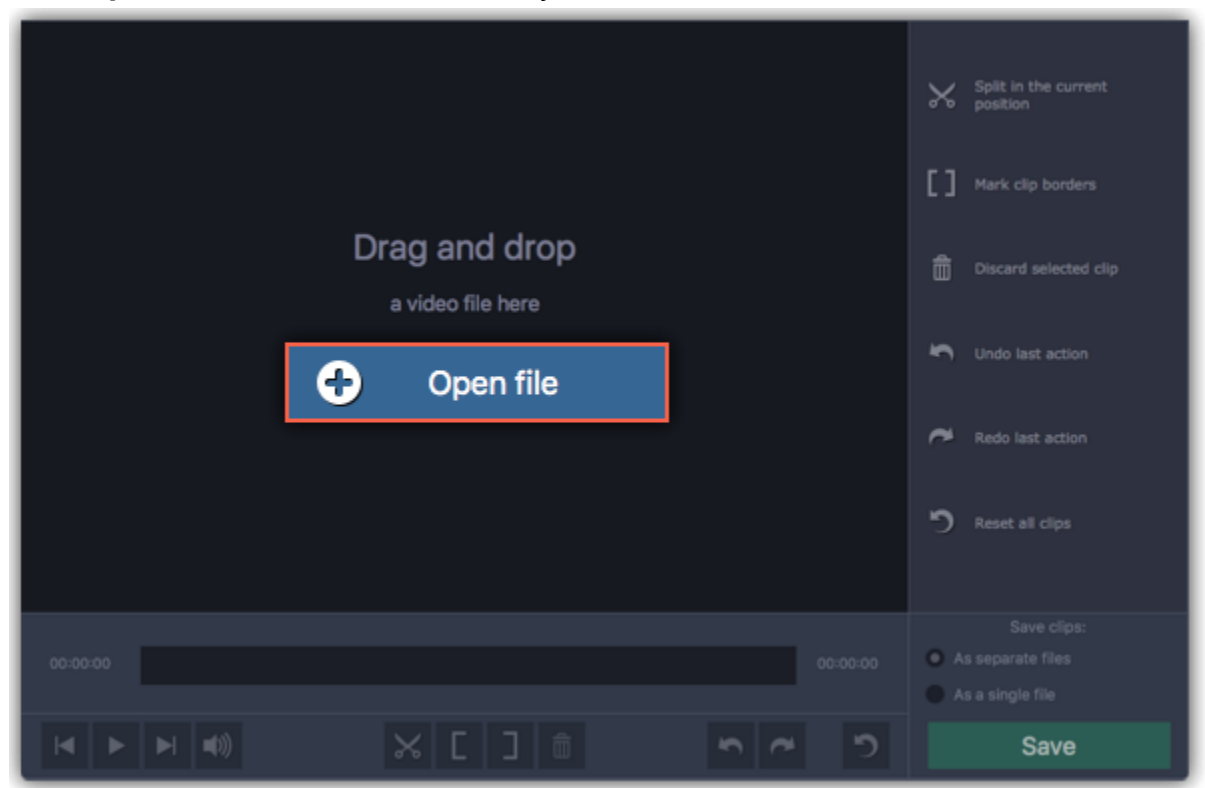 Split in the current
position
Mark clip borders
Drag and drop
Discard selected clip
a video file here
Undo last action
Open file
Redo last action
Reset all clips
Save clips:
00:00:00
00:00:00
As separate files
As a single file
Save